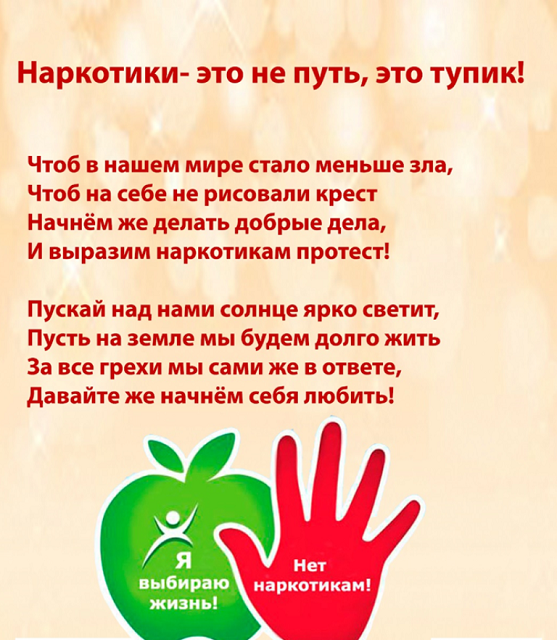 Наркотики- это не путь, это тупик!
Чтоб в нашем мире стало меньше зла,
Чтоб на себе не рисовали крест
Начнём же делать добрые дела,
И выразим наркотикам протест!
Пускай над нами солнце ярко светит,
Пусть на земле мы будем долго жить
За все грехи мы сами же в ответе,
Давайте же начнём себя любить!
Я
выбираю
жизнь!
Нет
наркотикам!